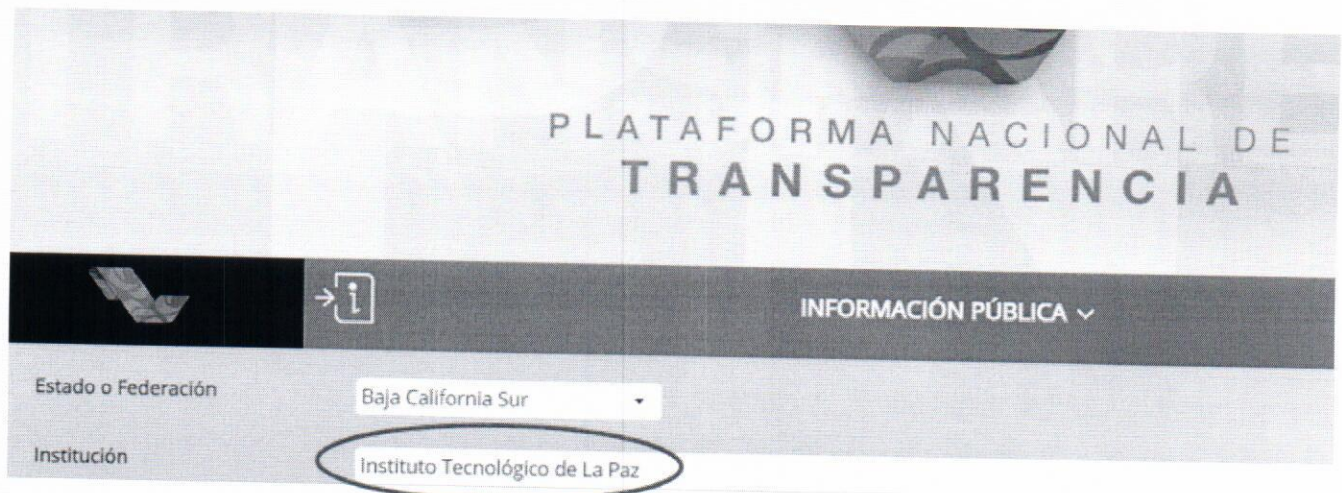 PLATAFORMA NACIONAL DE
TRANSPARENCIA
INFORMACIÓN PÚBLICA
Estado o Federación
Baja California Sur
Institución
Instituto Tecnológico de La Paz